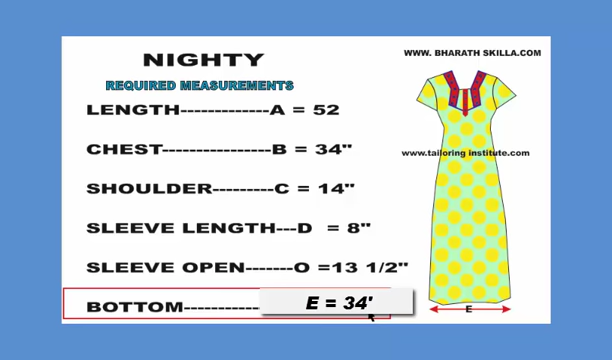 NIGHTY
WWW. BHARATH SKILLA.COM
REQUIRED MEASUREMENTS
LENGTH-------------A = 52
CHEST----------------B = 34"
www.tailoring institute.com
SHOULDER---------C = 14"
SLEEVE LENGTH---D = 8"
SLEEVE OPEN-------O =13 1/2"
BOTTOM-----------
E = 34'
E